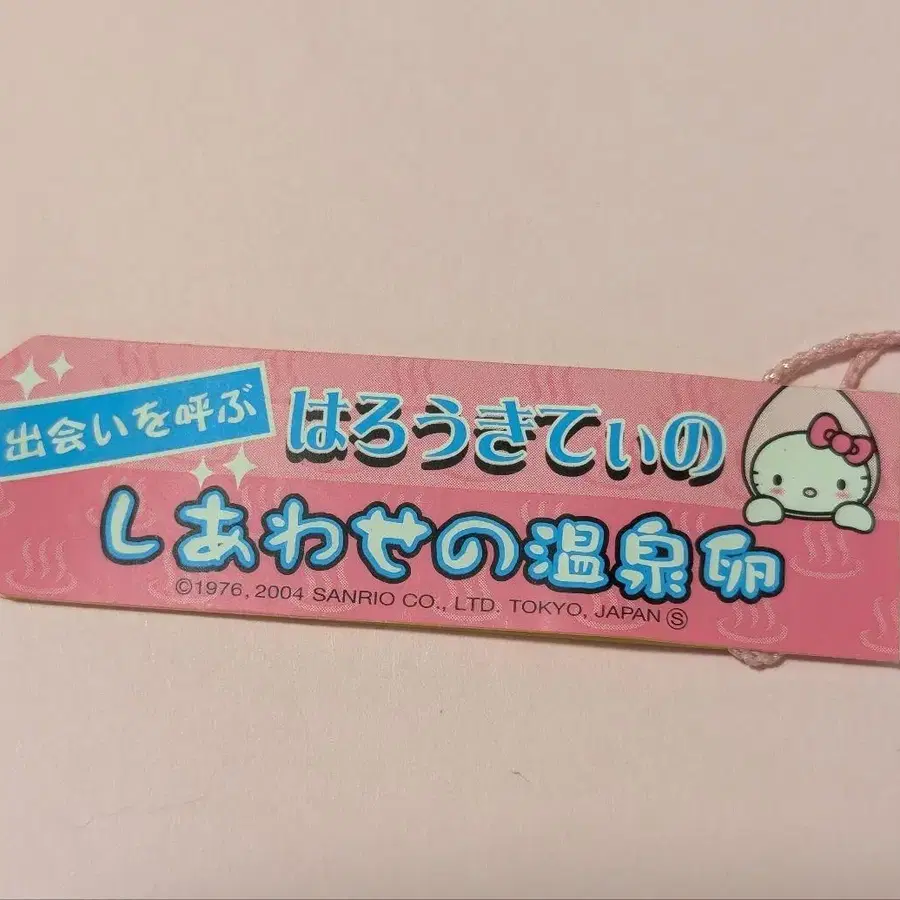 出会いを呼ぶ
はろうきてぃの
しあわせの温泉卵
©1976, 2004 SANRIO CO., LTD. TOKYO, JAPAN Ⓢ